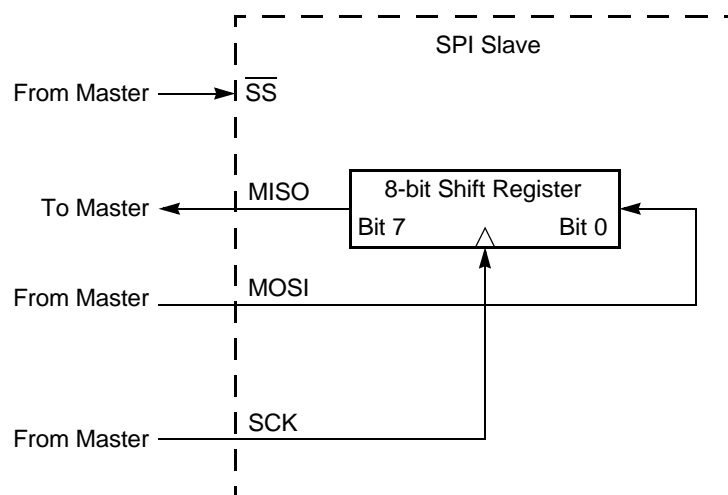 SPI Slave
From Master
SS
To Master
MISO
8-bit Shift Register
Bit 7
Bit 0
From Master
MOSI
From Master
SCK